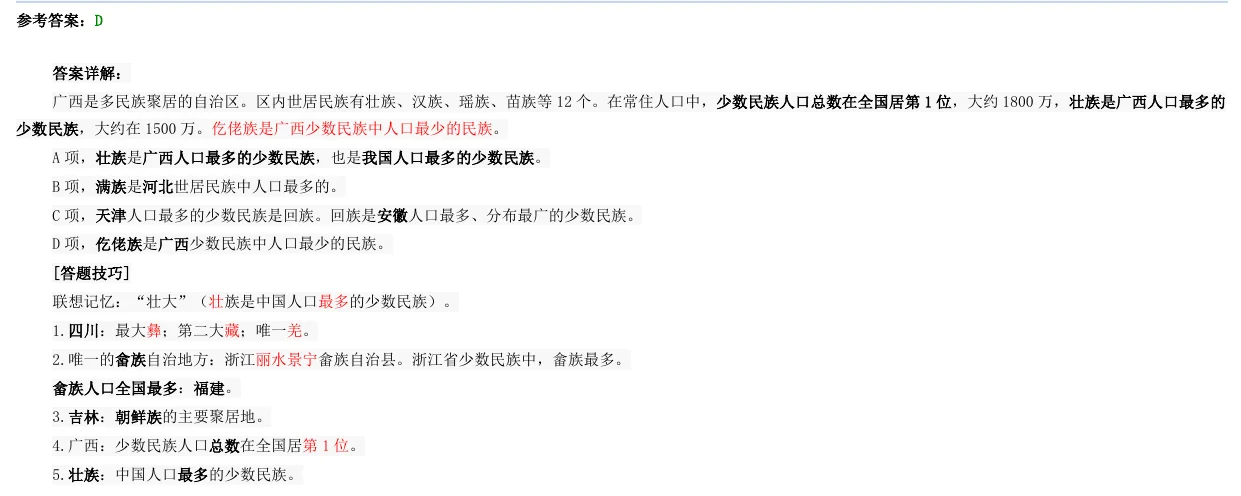 参考答案：D
答案详解：
广西是多民族聚居的自治区。区内世居民族有壮族、汉族、瑶族、苗族等 12 个。在常住人口中，少数民族人口总数在全国居第 1 位，大约 1800 万，壮族是广西人口最多的
少数民族，大约在 1500 万。仡佬族是广西少数民族中人口最少的民族。
A 项，壮族是广西人口最多的少数民族，也是我国人口最多的少数民族。
B 项，满族是河北世居民族中人口最多的。
C 项，天津人口最多的少数民族是回族。回族是安徽人口最多、分布最广的少数民族。
D 项，仡佬族是广西少数民族中人口最少的民族。
[答题技巧]
联想记忆：“壮大”（壮族是中国人口最多的少数民族）。
1.四川：最大彝；第二大藏；唯一羌。
2.唯一的畲族自治地方：浙江丽水景宁畲族自治县。浙江省少数民族中，畲族最多。
畲族人口全国最多：福建。
3.吉林：朝鲜族的主要聚居地。
4.广西：少数民族人口总数在全国居第 1 位。
5.壮族：中国人口最多的少数民族。